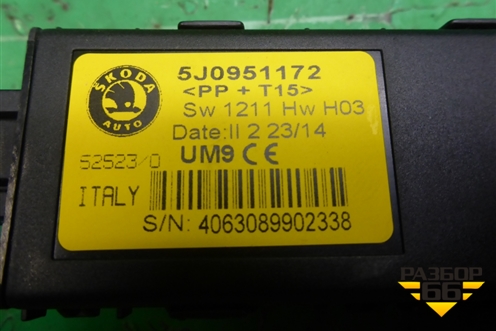 5J0951172
<PP + T15>
Sw 1211 Hw H03
Date:II 2 23/14
UM9 CE
52523/0
ITALY
S/N: 4063089902338
ŠKODA
AUTO
РАЗБОР
66